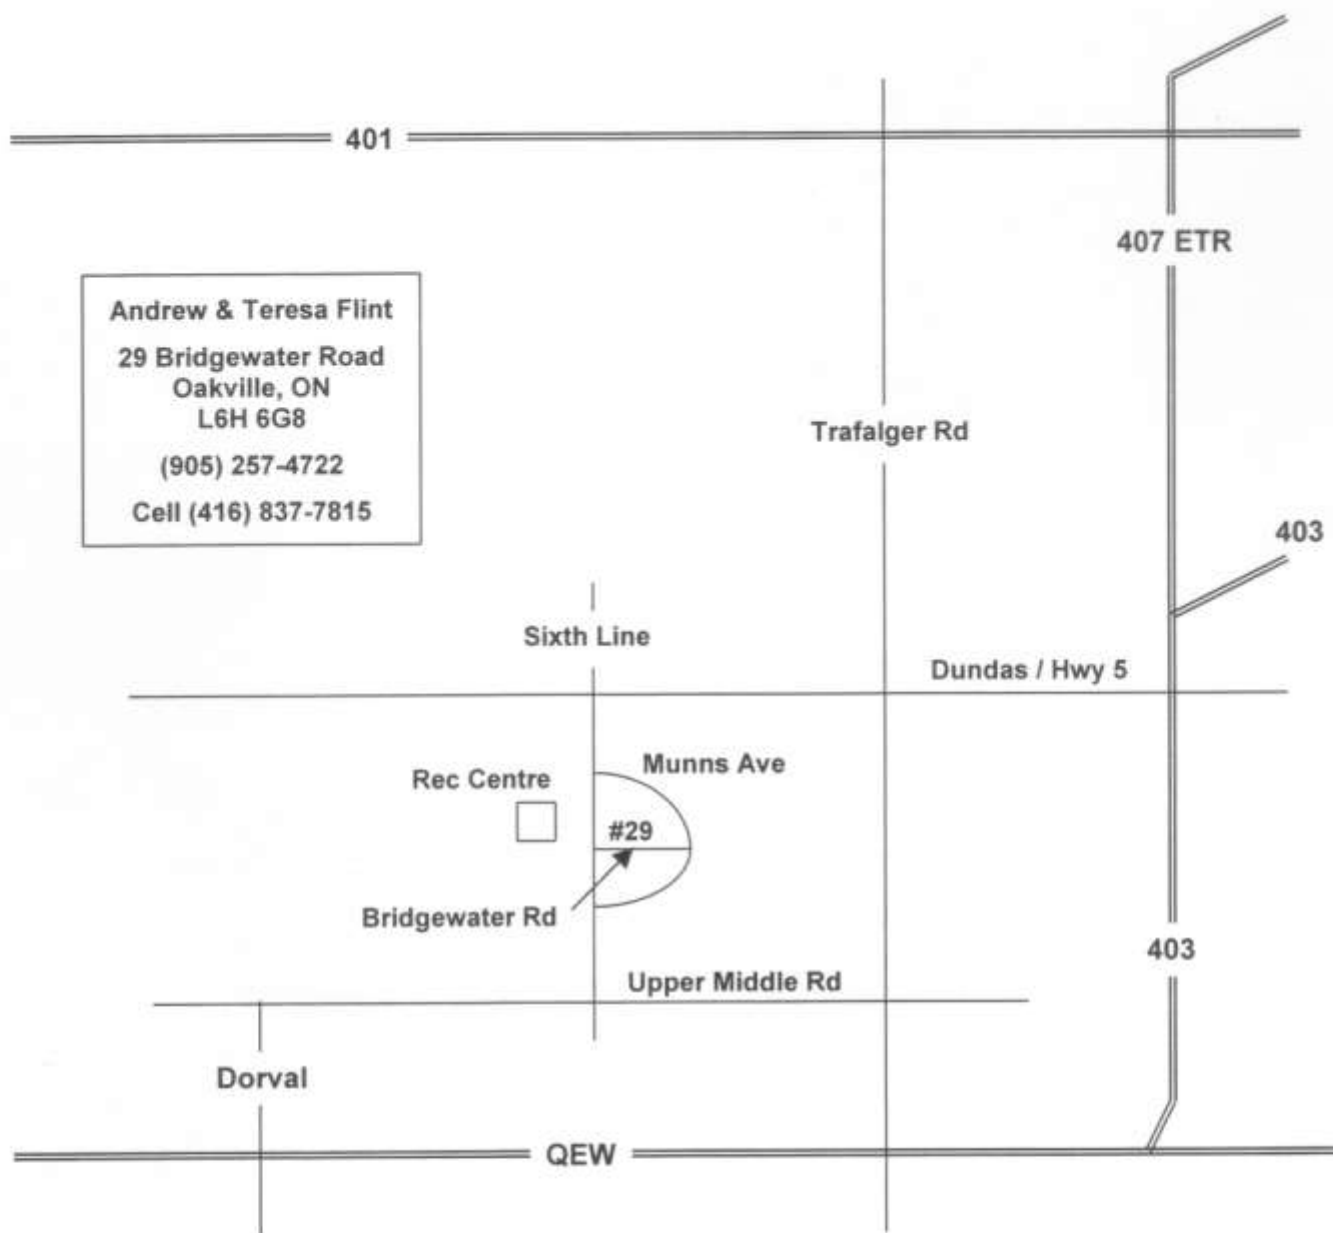 401
407 ETR
Andrew & Teresa Flint
29 Bridgewater Road
Oakville, ON
L6H 6G8
(905) 257-4722
Cell (416) 837-7815
Trafalger Rd
403
Sixth Line
Dundas / Hwy 5
Munns Ave
Rec Centre
#29
Bridgewater Rd
403
Upper Middle Rd
Dorval
QEW